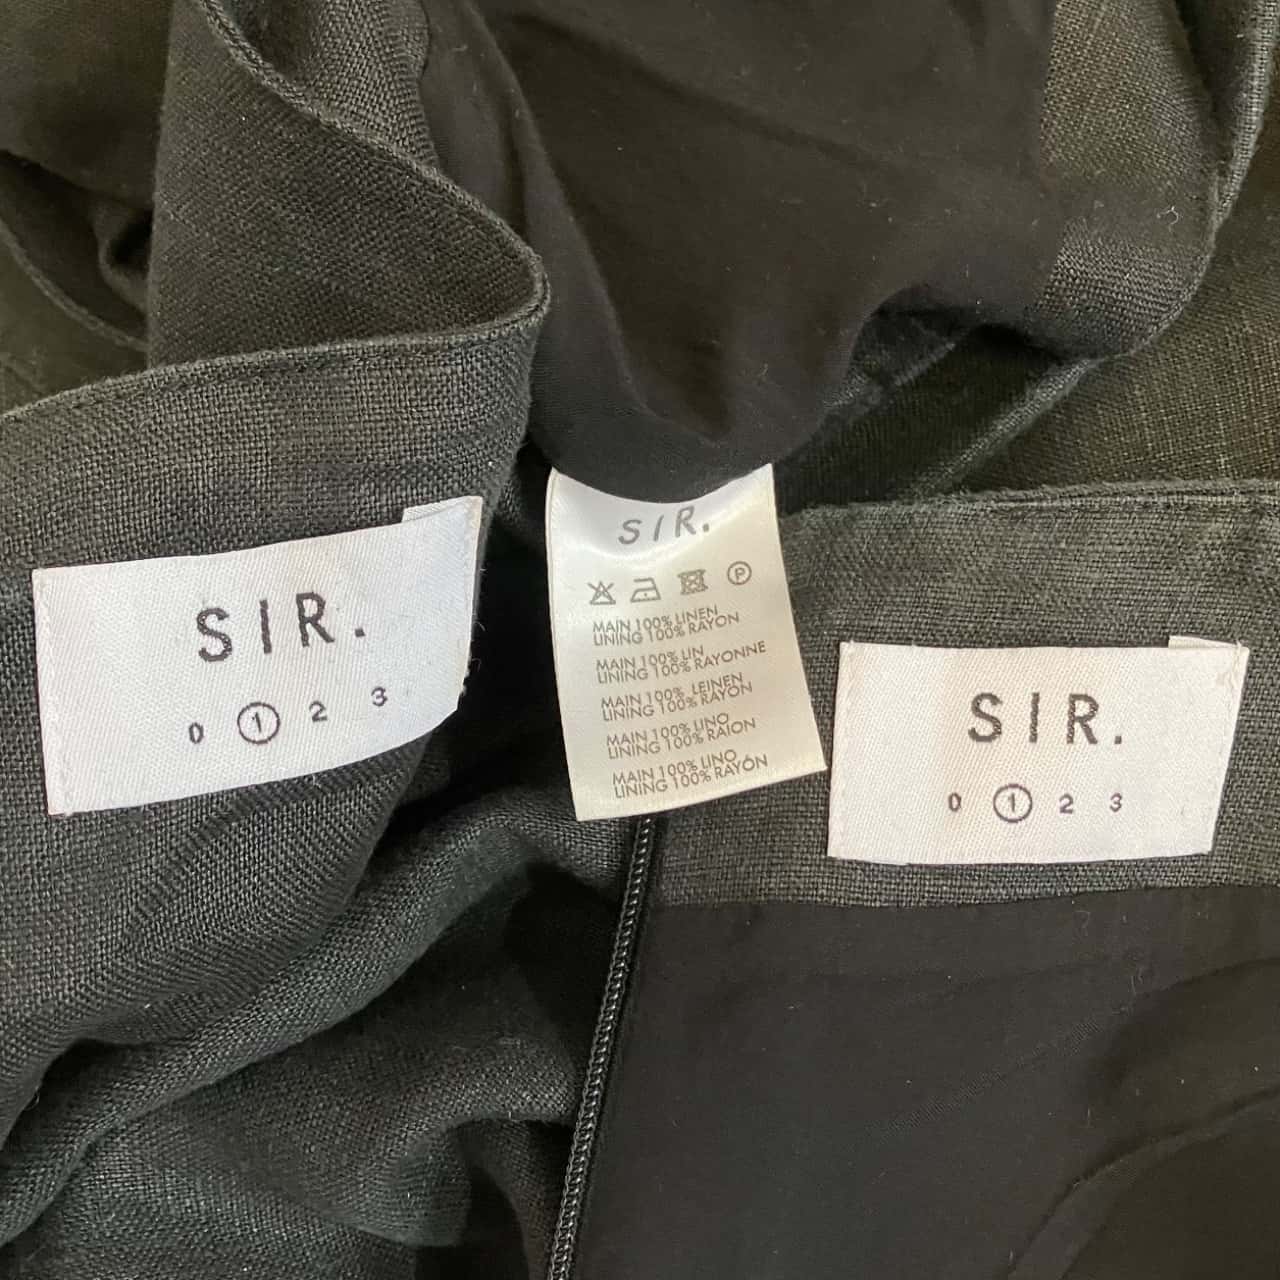 SIR.
0 1 2 3
SIR.
P
MAIN 100% LINEN
LINING 100% RAYON
MAIN 100% LIN
LINING 100% RAYONNE
MAIN 100% LEINEN
LINING 100% RAYON
MAIN 100% LINO
LINING 100% RAION
MAIN 100% LINO
LINING 100% RAYÓN
SIR.
0 1 2 3